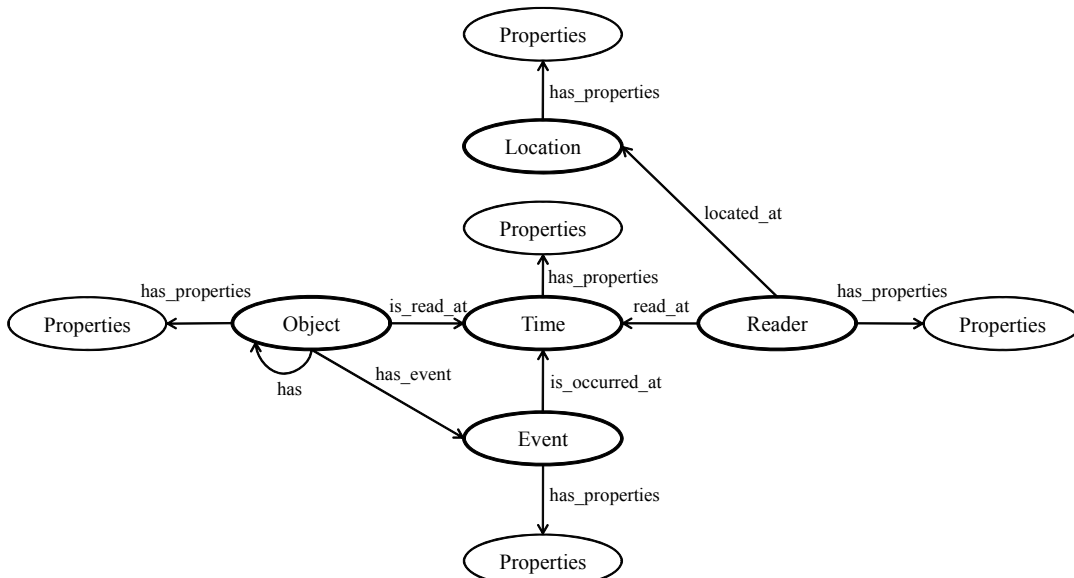 Properties
has_properties
Location
located_at
Properties
has_properties
has_properties
is_read_at
read_at
has_properties
Properties
Object
Time
Reader
Properties
has
has_event
is_occurred_at
Event
has_properties
Properties